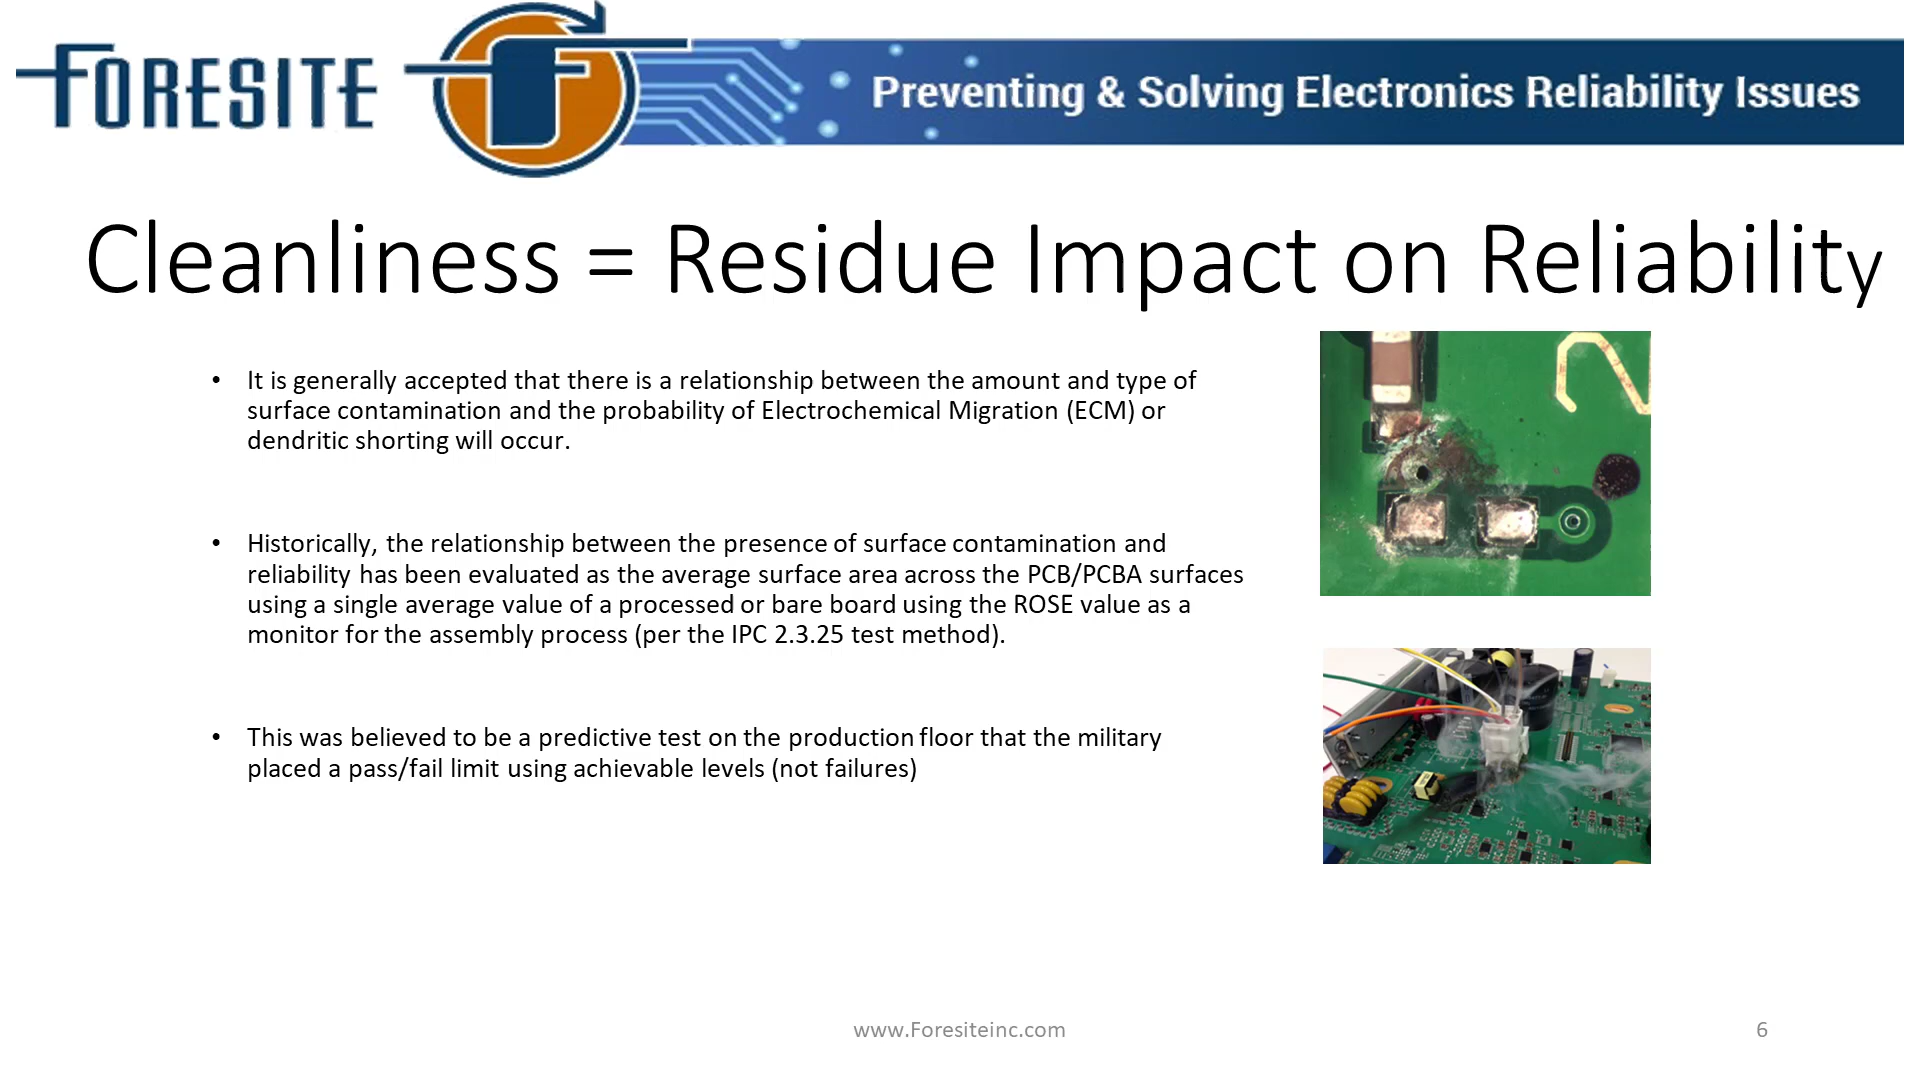 FORESITE
Preventing & Solving Electronics Reliability Issues
Cleanliness = Residue Impact on Reliability
• It is generally accepted that there is a relationship between the amount and type of
surface contamination and the probability of Electrochemical Migration (ECM) or
dendritic shorting will occur.
• Historically, the relationship between the presence of surface contamination and
reliability has been evaluated as the average surface area across the PCB/PCBA surfaces
using a single average value of a processed or bare board using the ROSE value as a
monitor for the assembly process (per the IPC 2.3.25 test method).
• This was believed to be a predictive test on the production floor that the military
placed a pass/fail limit using achievable levels (not failures)
www.Foresiteinc.com
6